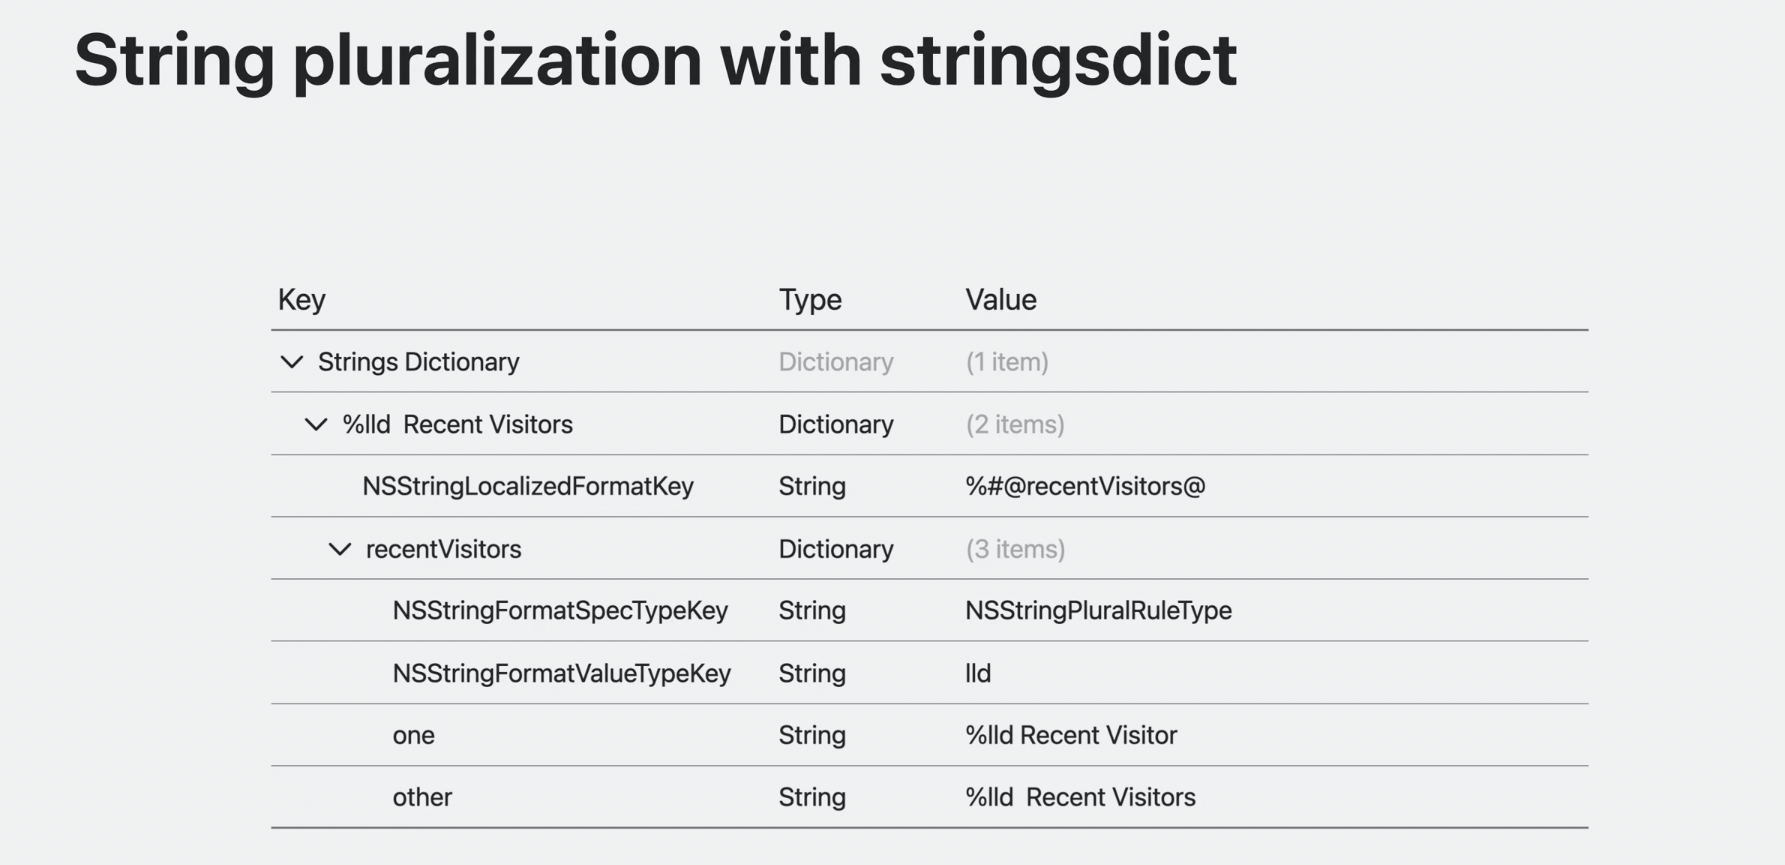 String pluralization with stringsdict
Key Type Value
Strings Dictionary Dictionary (1 item)
%lld  Recent Visitors Dictionary (2 items)
NSStringLocalizedFormatKey String %#@recentVisitors@
recentVisitors Dictionary (3 items)
NSStringFormatSpecTypeKey String NSStringPluralRuleType
NSStringFormatValueTypeKey String lld
one String %lld Recent Visitor
other String %lld  Recent Visitors